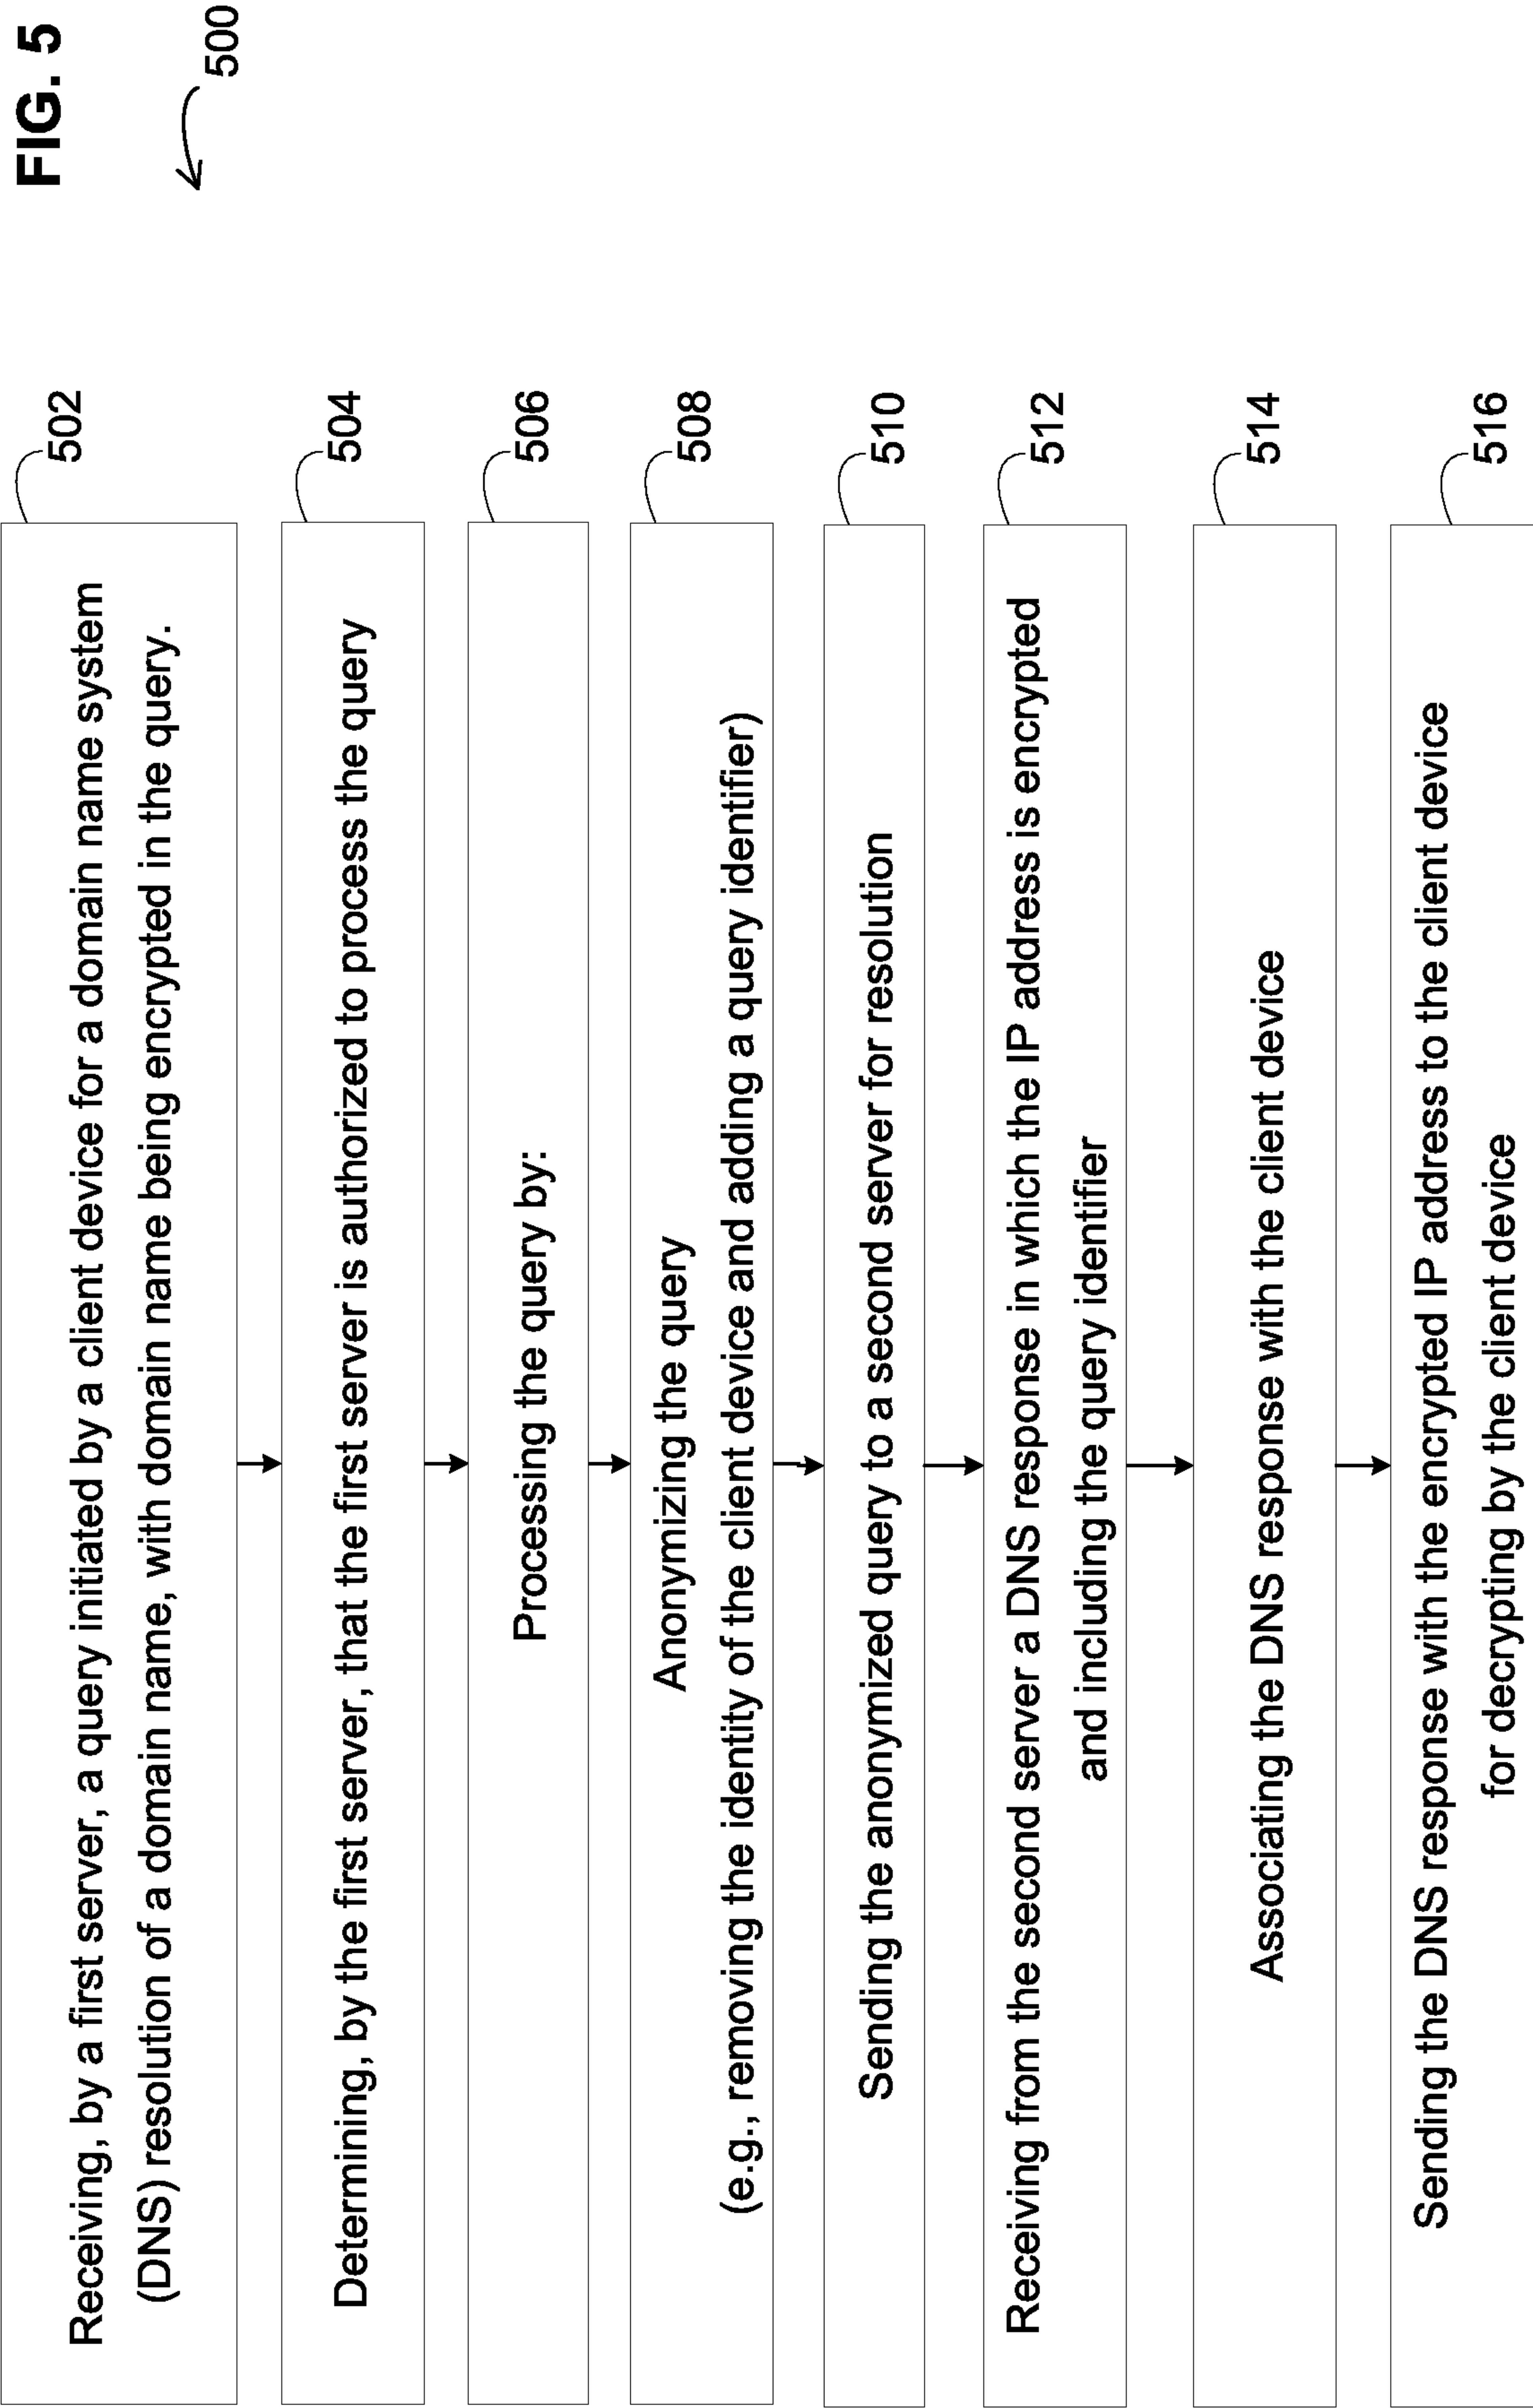 FIG. 5
500
502
Receiving, by a first server, a query initiated by a client device for a domain name system
(DNS) resolution of a domain name, with domain name being encrypted in the query.
504
Determining, by the first server, that the first server is authorized to process the query
506
Processing the query by:
508
Anonymizing the query
(e.g., removing the identity of the client device and adding a query identifier)
510
Sending the anonymized query to a second server for resolution
512
Receiving from the second server a DNS response in which the IP address is encrypted
and including the query identifier
514
Associating the DNS response with the client device
516
Sending the DNS response with the encrypted IP address to the client device
for decrypting by the client device